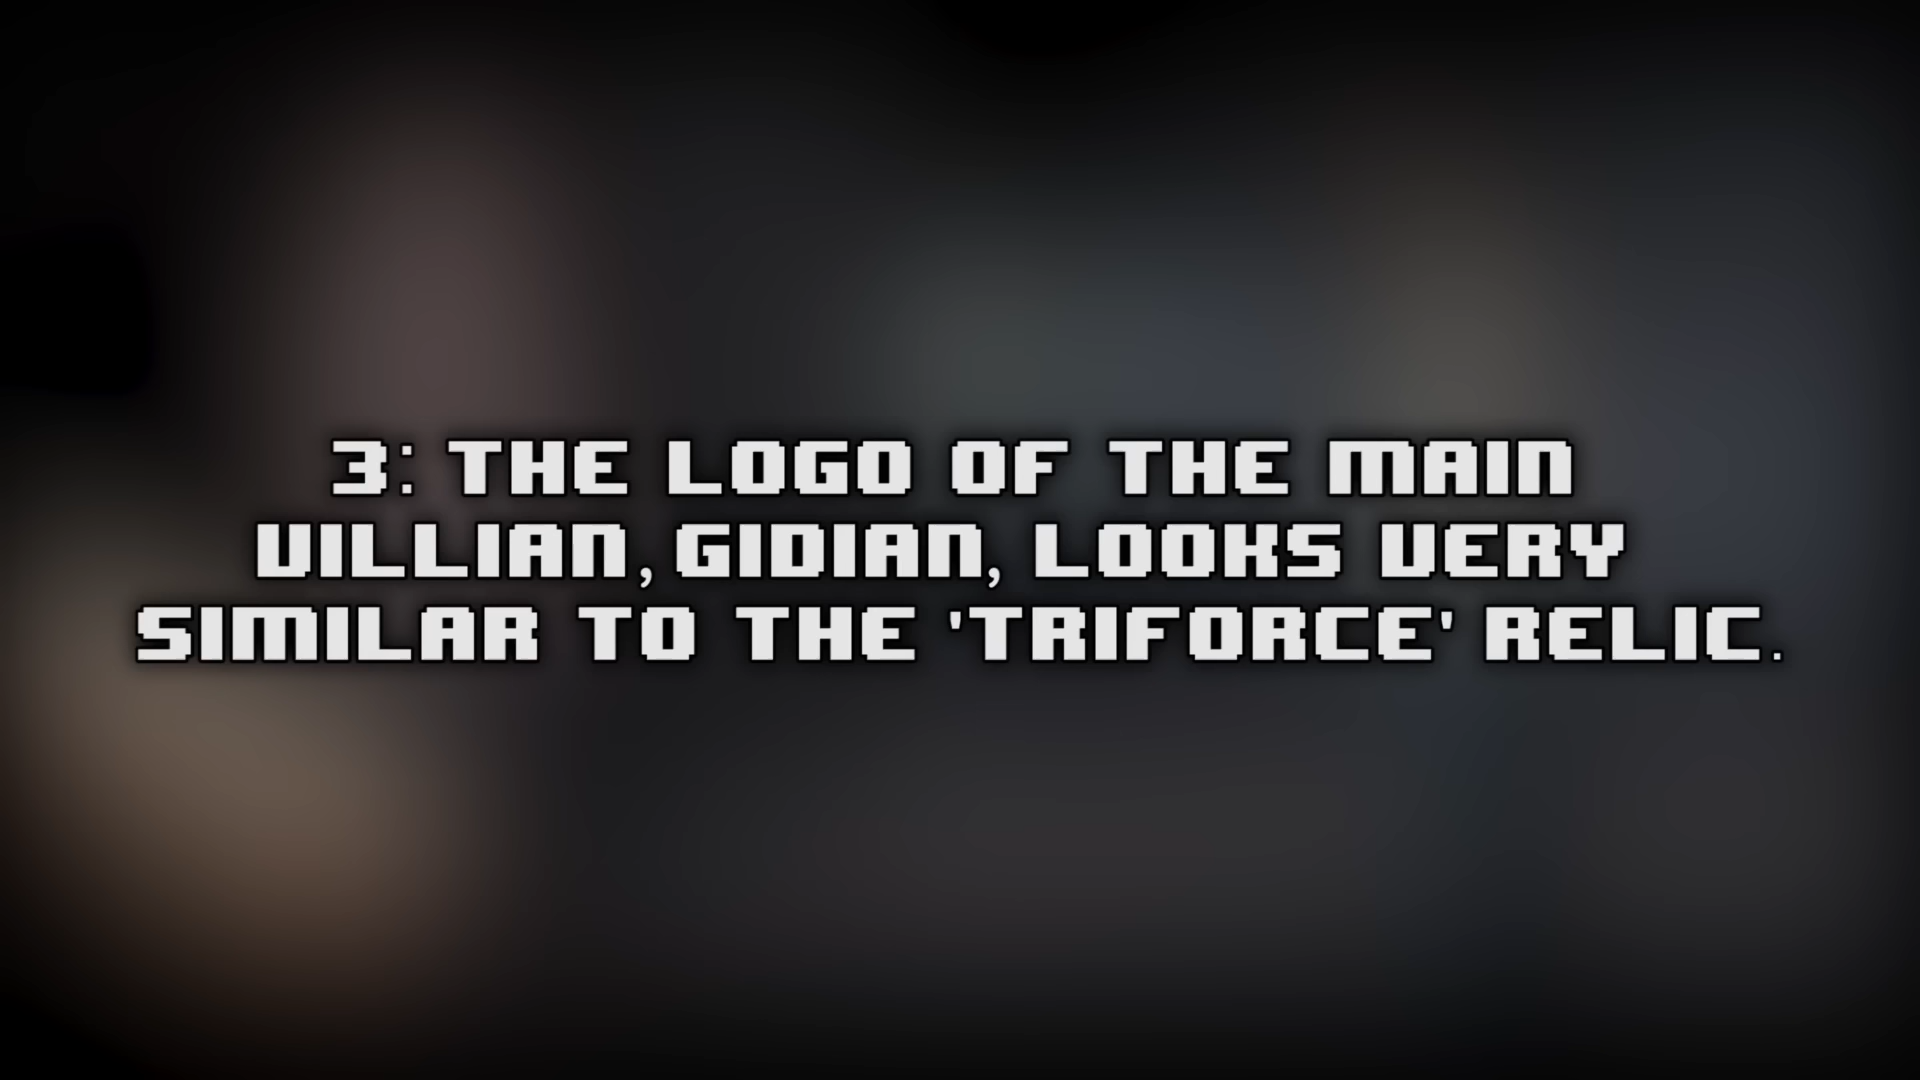 3: THE LOGO OF THE MAIN
VILLIAN, GIDIAN, LOOKS VERY
SIMILAR TO THE 'TRIFORCE' RELIC.